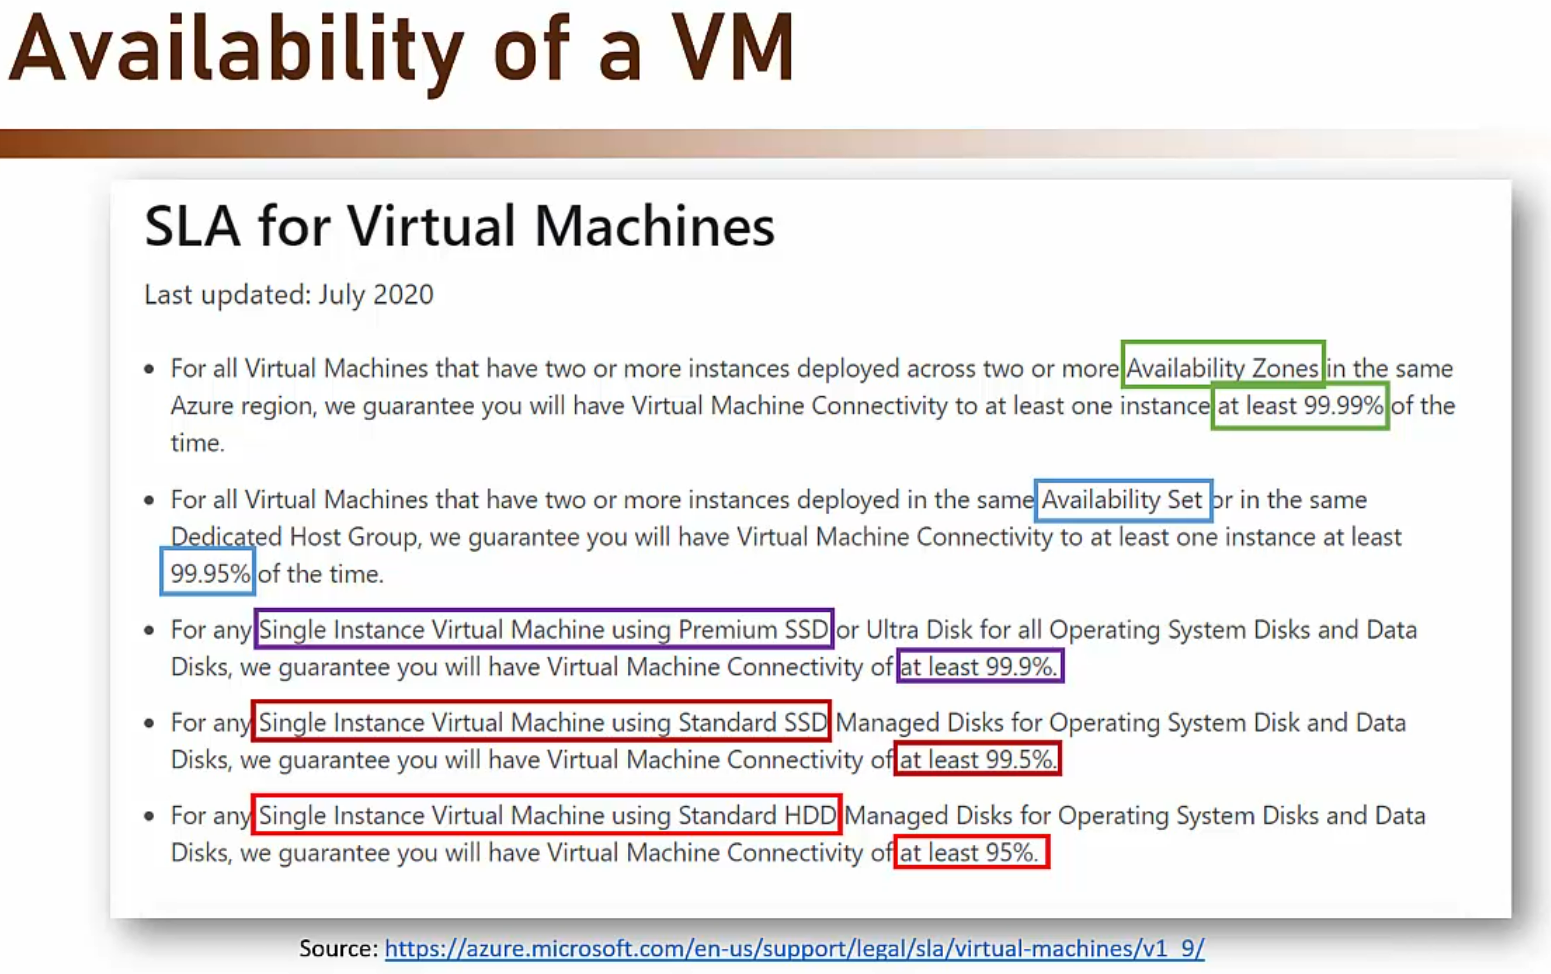 Availability of a VM
SLA for Virtual Machines
Last updated: July 2020
• For all Virtual Machines that have two or more instances deployed across two or more Availability Zones in the same
Azure region, we guarantee you will have Virtual Machine Connectivity to at least one instance at least 99.99% of the
time.
• For all Virtual Machines that have two or more instances deployed in the same Availability Set or in the same
Dedicated Host Group, we guarantee you will have Virtual Machine Connectivity to at least one instance at least
99.95% of the time.
• For any Single Instance Virtual Machine using Premium SSD or Ultra Disk for all Operating System Disks and Data
Disks, we guarantee you will have Virtual Machine Connectivity of at least 99.9%.
• For any Single Instance Virtual Machine using Standard SSD Managed Disks for Operating System Disk and Data
Disks, we guarantee you will have Virtual Machine Connectivity of at least 99.5%.
• For any Single Instance Virtual Machine using Standard HDD Managed Disks for Operating System Disks and Data
Disks, we guarantee you will have Virtual Machine Connectivity of at least 95%.
Source: https://azure.microsoft.com/en-us/support/legal/sla/virtual-machines/v1_9/